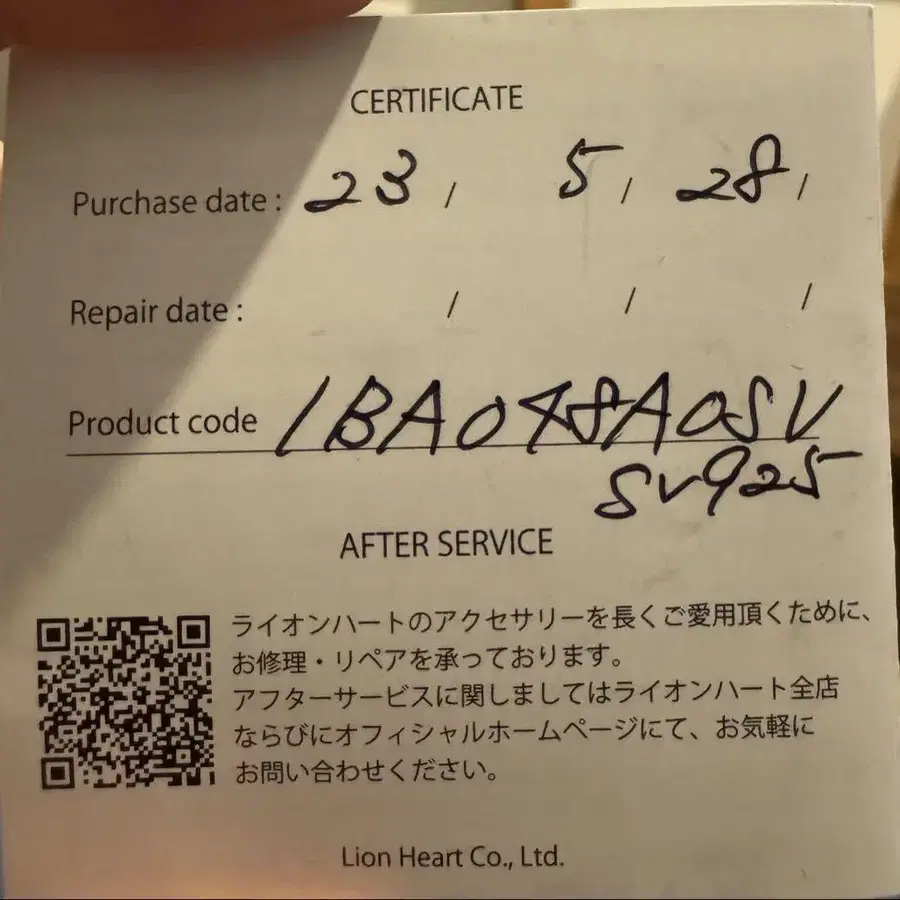 CERTIFICATE
Purchase date : 23 / 5 / 28 /
Repair date : / / /
Product code 1BA048A0SV
SV925
AFTER SERVICE
ライオンハートのアクセサリーを長くご愛用頂くために、
お修理・リペアを承っております。
アフターサービスに関しましてはライオンハート全店
ならびにオフィシャルホームページにて、お気軽に
お問い合わせください。
Lion Heart Co., Ltd.